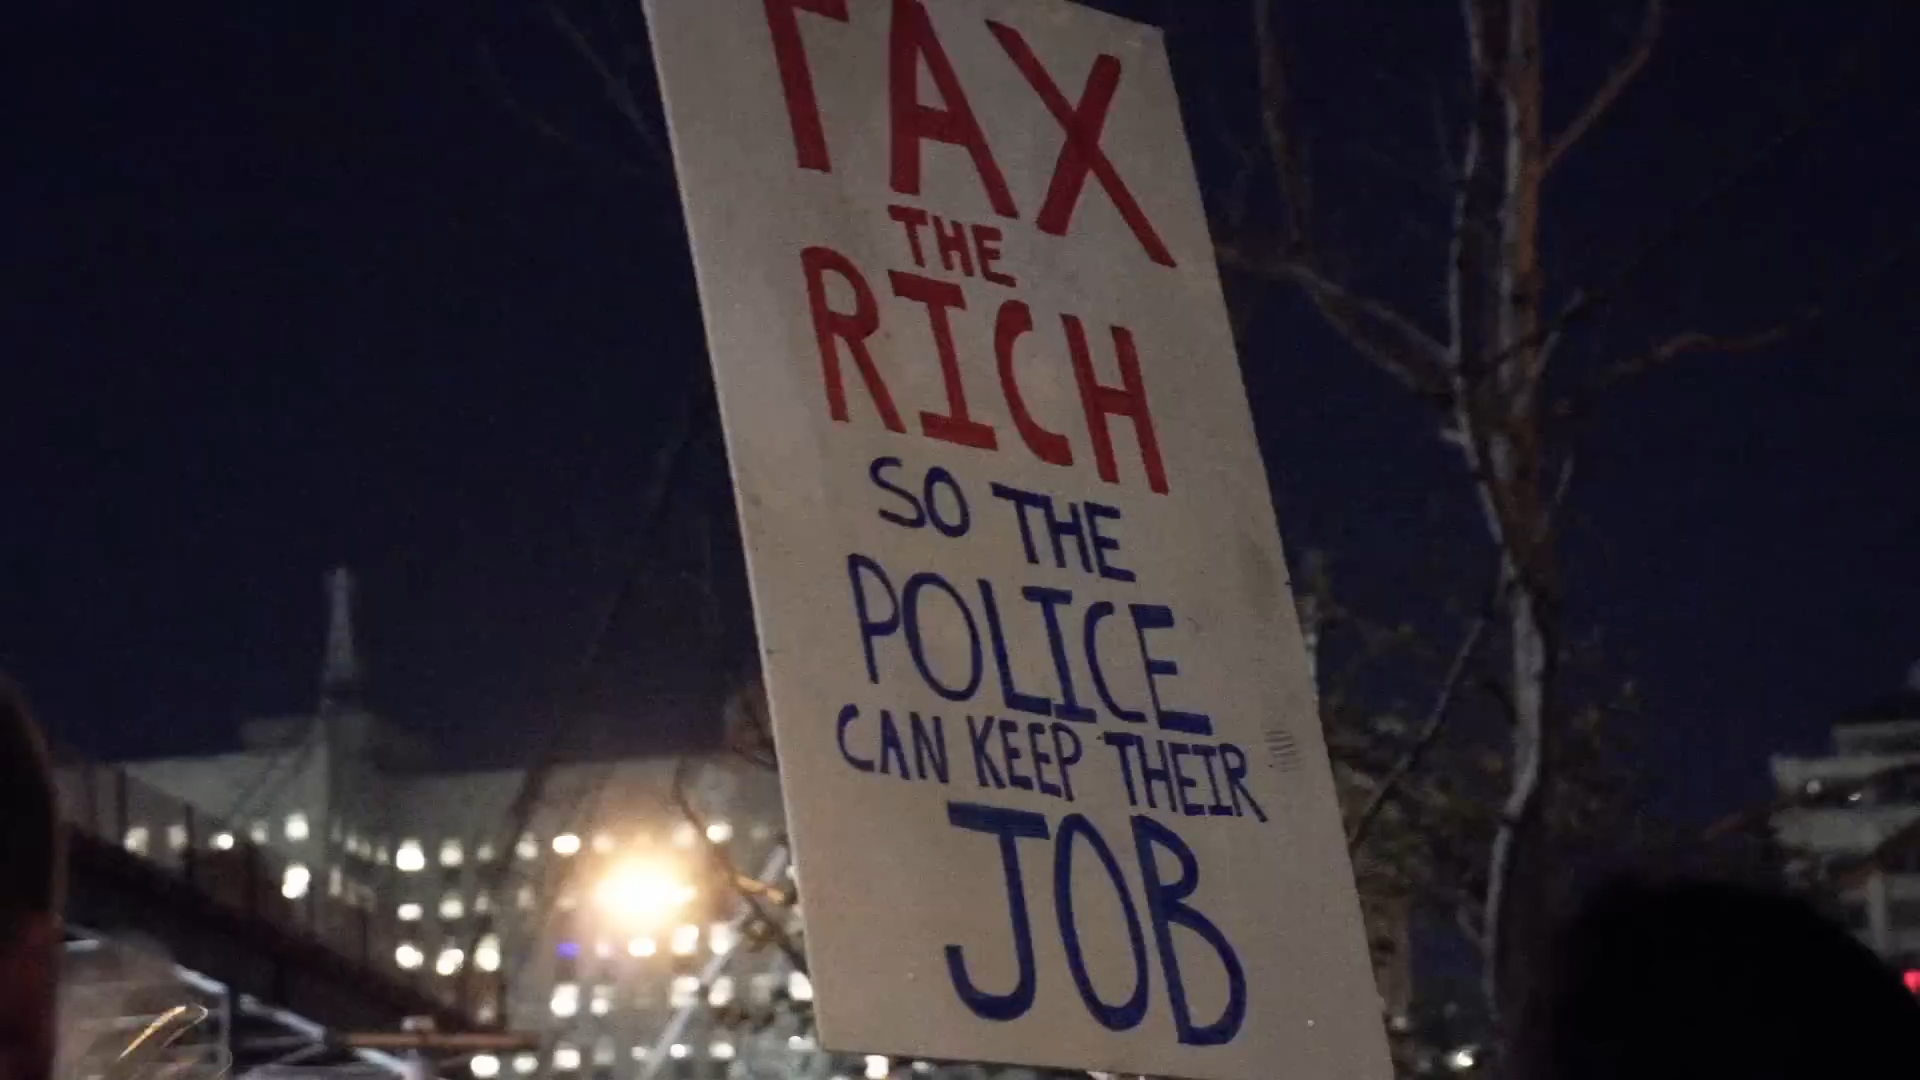 TAX
THE
RICH
SO THE
POLICE
CAN KEEP THEIR
JOB